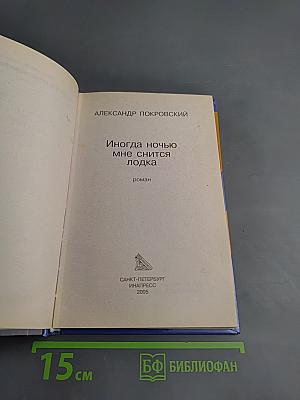 АЛЕКСАНДР ПОКРОВСКИЙ
Иногда ночью
мне снится
лодка
роман
САНКТ-ПЕТЕРБУРГ
ИНАПРЕСС
2005
15 см
БФ БИБЛИОФАН